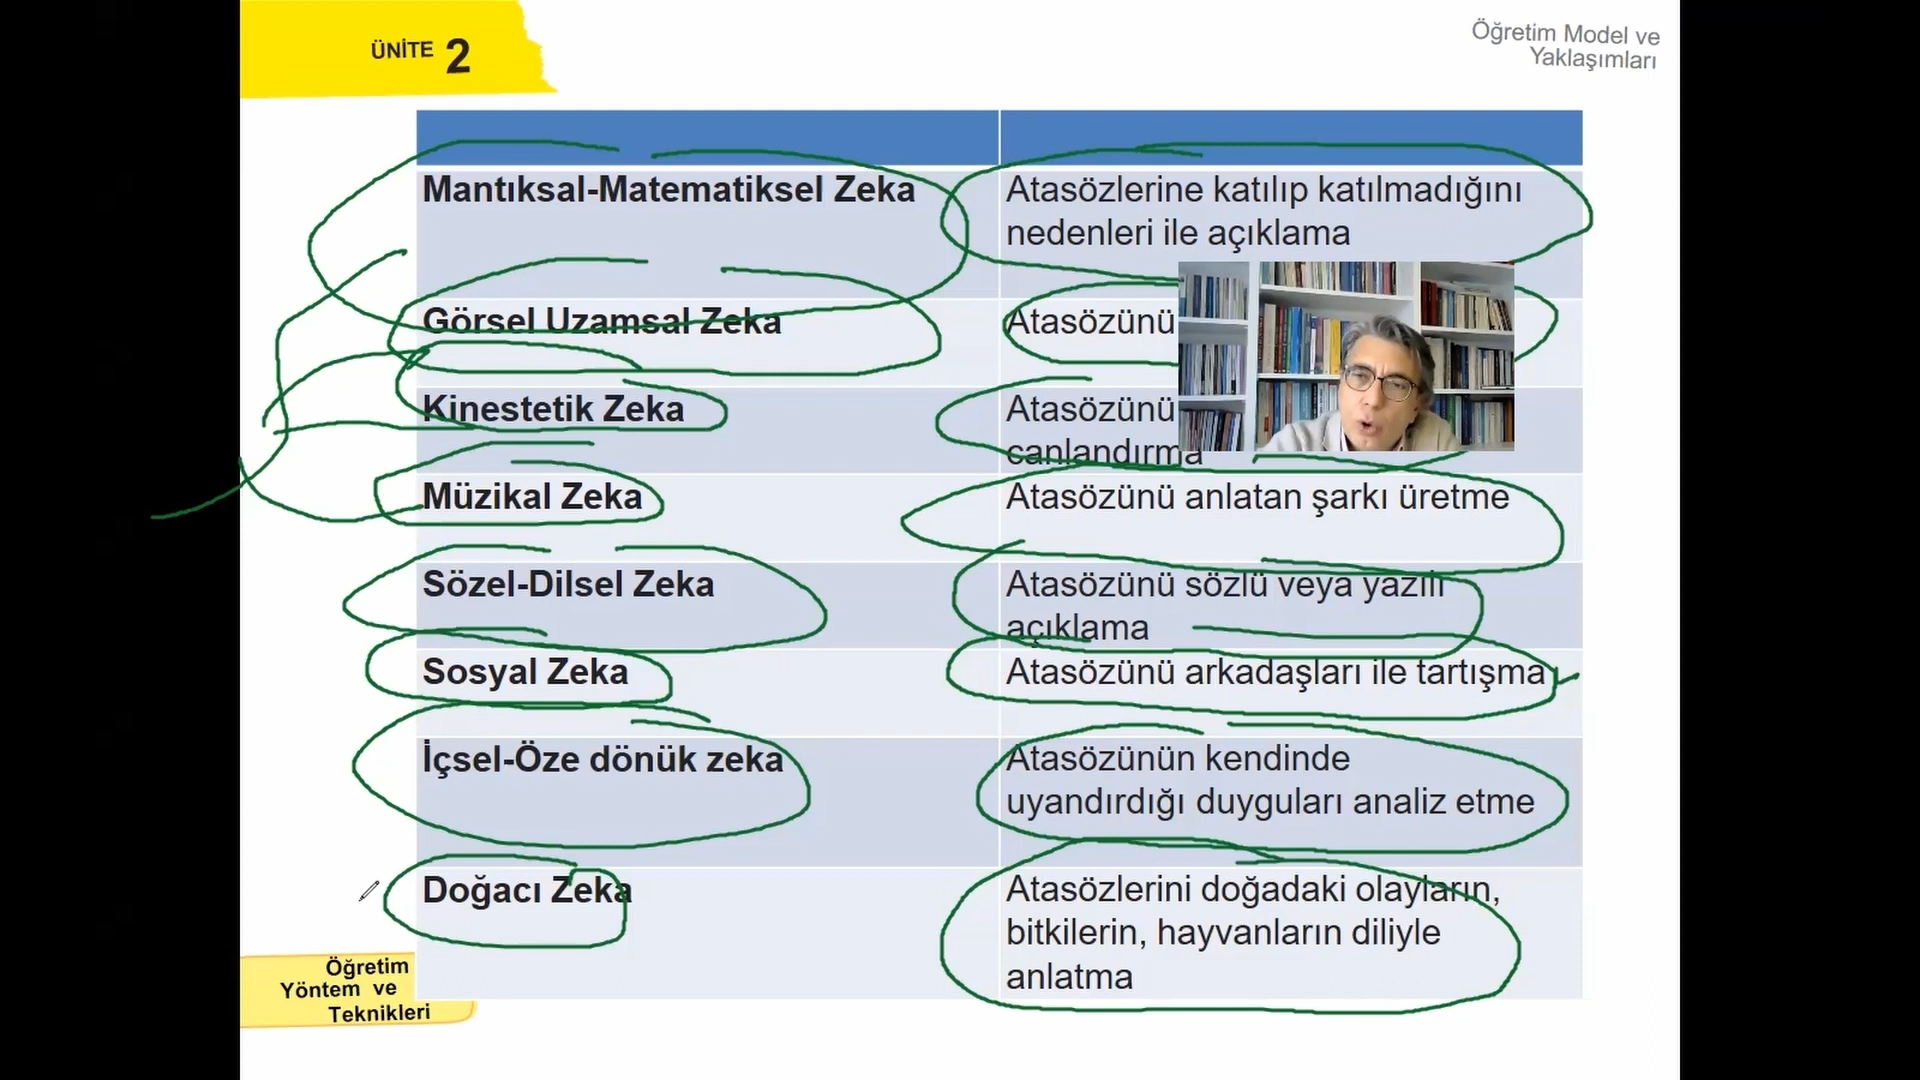 ÜNİTE 2
Öğretim Model ve
Yaklaşımları
Mantıksal-Matematiksel Zeka
Atasözlerine katılıp katılmadığını
nedenleri ile açıklama
Görsel Uzamsal Zeka
Atasözünü
Kinestetik Zeka
Atasözünü
canlandırma
Müzikal Zeka
Atasözünü anlatan şarkı üretme
Sözel-Dilsel Zeka
Atasözünü sözlü veya yazılı
açıklama
Sosyal Zeka
Atasözünü arkadaşları ile tartışma
İçsel-Öze dönük zeka
Atasözünün kendinde
uyandırdığı duyguları analiz etme
Doğacı Zeka
Atasözlerini doğadaki olayların,
bitkilerin, hayvanların diliyle
anlatma
Öğretim
Yöntem ve
Teknikleri